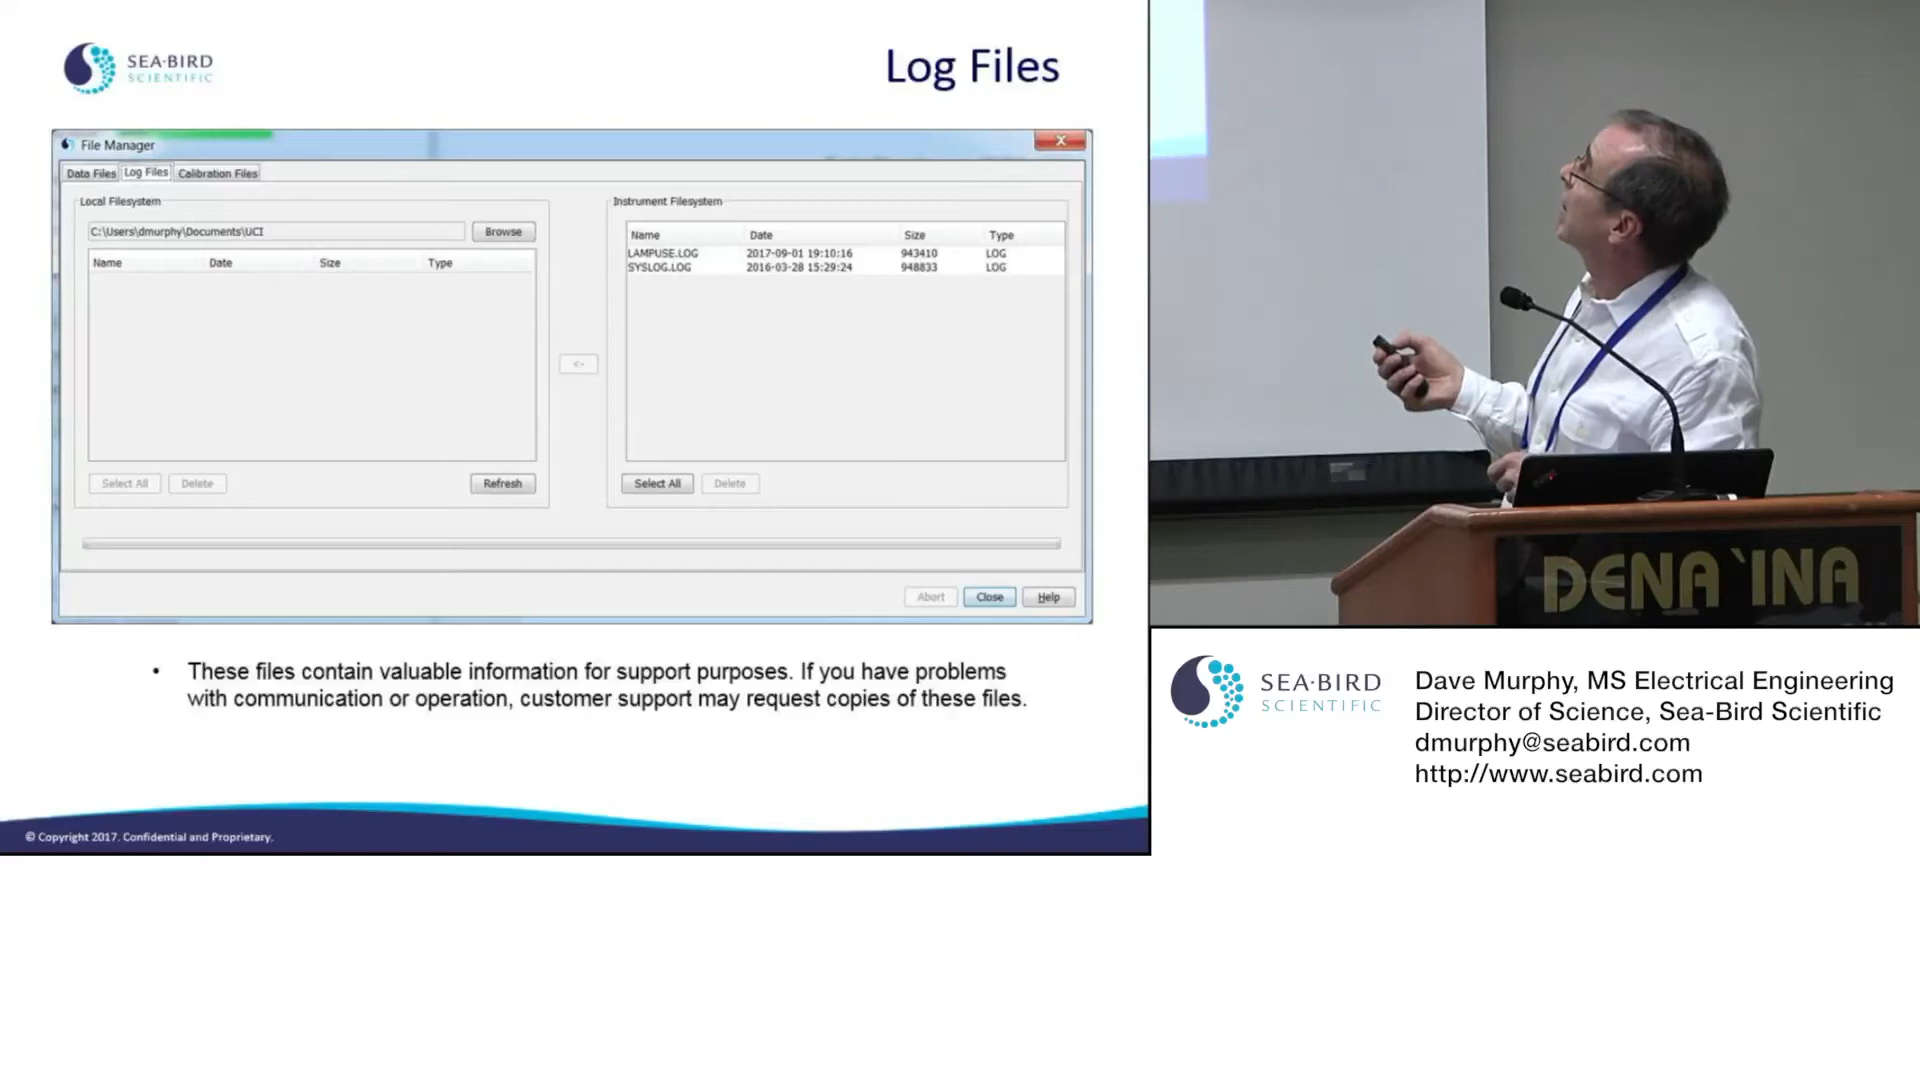 SEA·BIRD
SCIENTIFIC
Log Files
File Manager
Data Files Log Files Calibration Files
Local Filesystem
C:\Users\dmurphy\Documents\UCI Browse
Name Date Size Type
Select All Delete Refresh
<-
Instrument Filesystem
Name Date Size Type
LAMPUSE.LOG 2017-09-01 19:10:16 943410 LOG
SYSLOG.LOG 2016-03-28 15:29:24 948833 LOG
Select All Delete
Abort Close Help
• These files contain valuable information for support purposes. If you have problems
with communication or operation, customer support may request copies of these files.
© Copyright 2017. Confidential and Proprietary.
DENA'INA
SEA·BIRD
SCIENTIFIC
Dave Murphy, MS Electrical Engineering
Director of Science, Sea-Bird Scientific
dmurphy@seabird.com
http://www.seabird.com